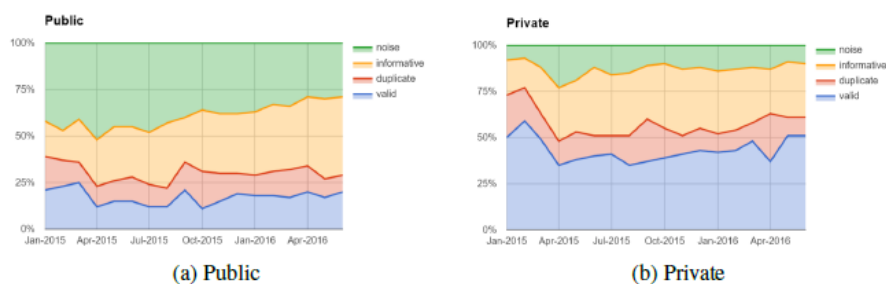 Public
100%
75%
50%
25%
0%
Jan-2015 Apr-2015 Jul-2015 Oct-2015 Jan-2016 Apr-2016
noise
informative
duplicate
valid
(a) Public
Private
100%
75%
50%
25%
0%
Jan-2015 Apr-2015 Jul-2015 Oct-2015 Jan-2016 Apr-2016
noise
informative
duplicate
valid
(b) Private